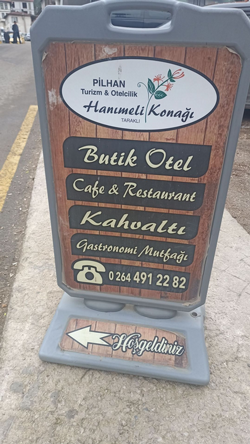 PİLHAN
Turizm & Otelcilik
Hanımeli Konağı
TARAKLI
Butik Otel
Cafe & Restaurant
Kahvaltı
Gastronomi Mutfağı
0 264 491 22 82
Hoşgeldiniz